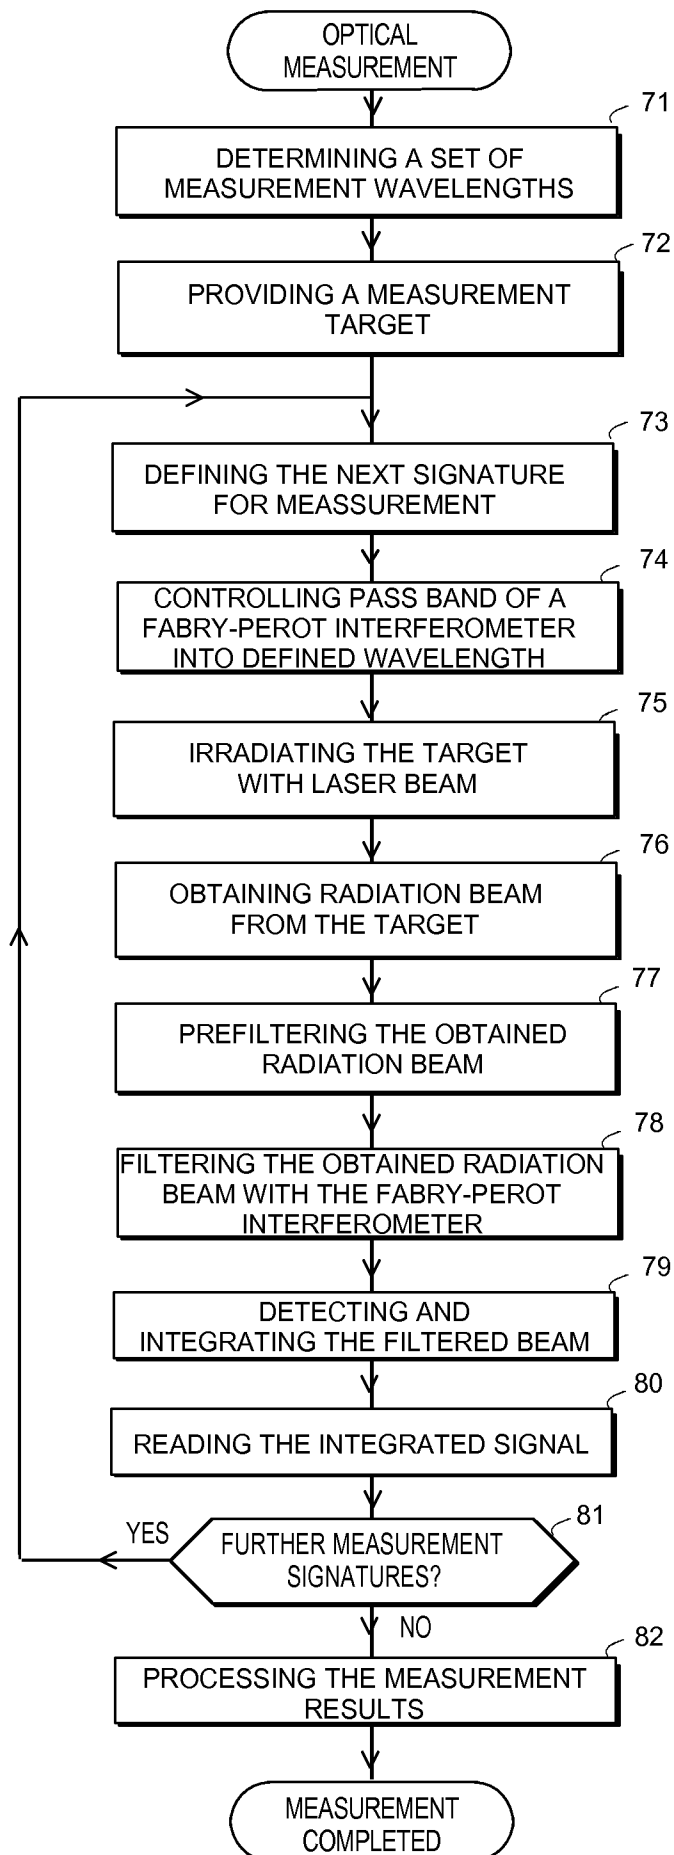 OPTICAL
MEASUREMENT
71
DETERMINING A SET OF
MEASUREMENT WAVELENGTHS
72
PROVIDING A MEASUREMENT
TARGET
73
DEFINING THE NEXT SIGNATURE
FOR MEASSUREMENT
74
CONTROLLING PASS BAND OF A
FABRY-PEROT INTERFEROMETER
INTO DEFINED WAVELENGTH
75
IRRADIATING THE TARGET
WITH LASER BEAM
76
OBTAINING RADIATION BEAM
FROM THE TARGET
77
PREFILTERING THE OBTAINED
RADIATION BEAM
78
FILTERING THE OBTAINED RADIATION
BEAM WITH THE FABRY-PEROT
INTERFEROMETER
79
DETECTING AND
INTEGRATING THE FILTERED BEAM
80
READING THE INTEGRATED SIGNAL
81
YES
FURTHER MEASUREMENT
SIGNATURES?
NO
82
PROCESSING THE MEASUREMENT
RESULTS
MEASUREMENT
COMPLETED